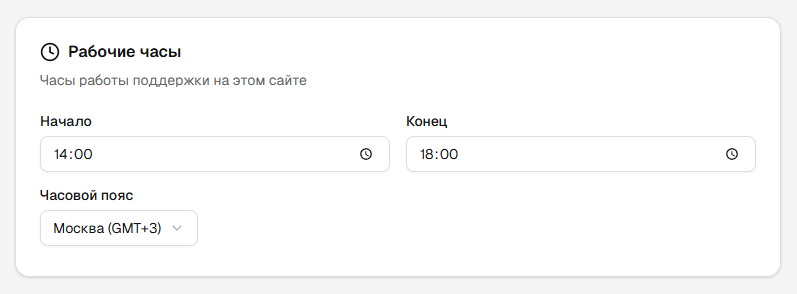 Рабочие часы
Часы работы поддержки на этом сайте
Начало
Конец
14:00
18:00
Часовой пояс
Москва (GMT+3)